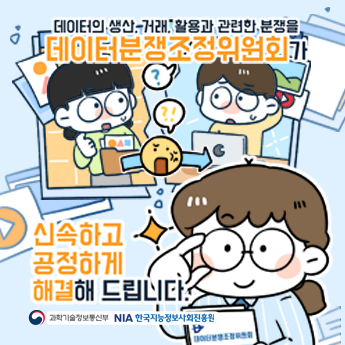 데이터의 생산, 거래, 활용과 관련한 분쟁을
데이터분쟁조정위원회가
?
?!
신속하고
공정하게
해결해 드립니다.
과학기술정보통신부 NIA 한국지능정보사회진흥원
데이터분쟁조정위원회